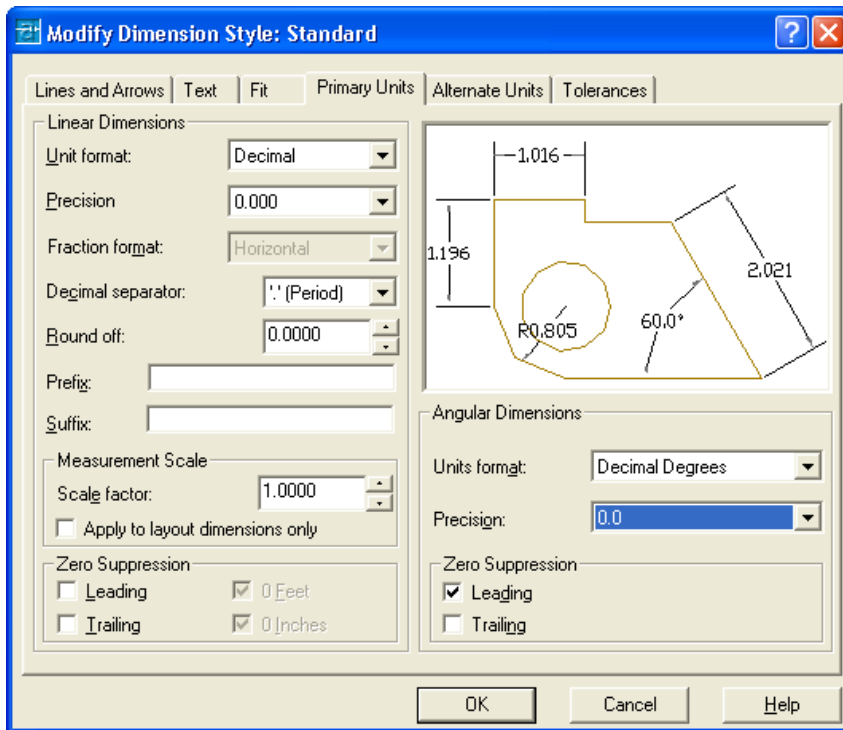 Modify Dimension Style: Standard
Lines and Arrows Text Fit Primary Units Alternate Units Tolerances
Linear Dimensions
Unit format: Decimal
Precision 0.000
Fraction format: Horizontal
Decimal separator: '.' (Period)
Round off: 0.0000
Prefix:
Suffix:
Measurement Scale
Scale factor: 1.0000
Apply to layout dimensions only
Zero Suppression
Leading 0 Feet
Trailing 0 Inches
1.016
1.196
2.021
R0.805
60.0°
Angular Dimensions
Units format: Decimal Degrees
Precision: 0.0
Zero Suppression
Leading
Trailing
OK Cancel Help